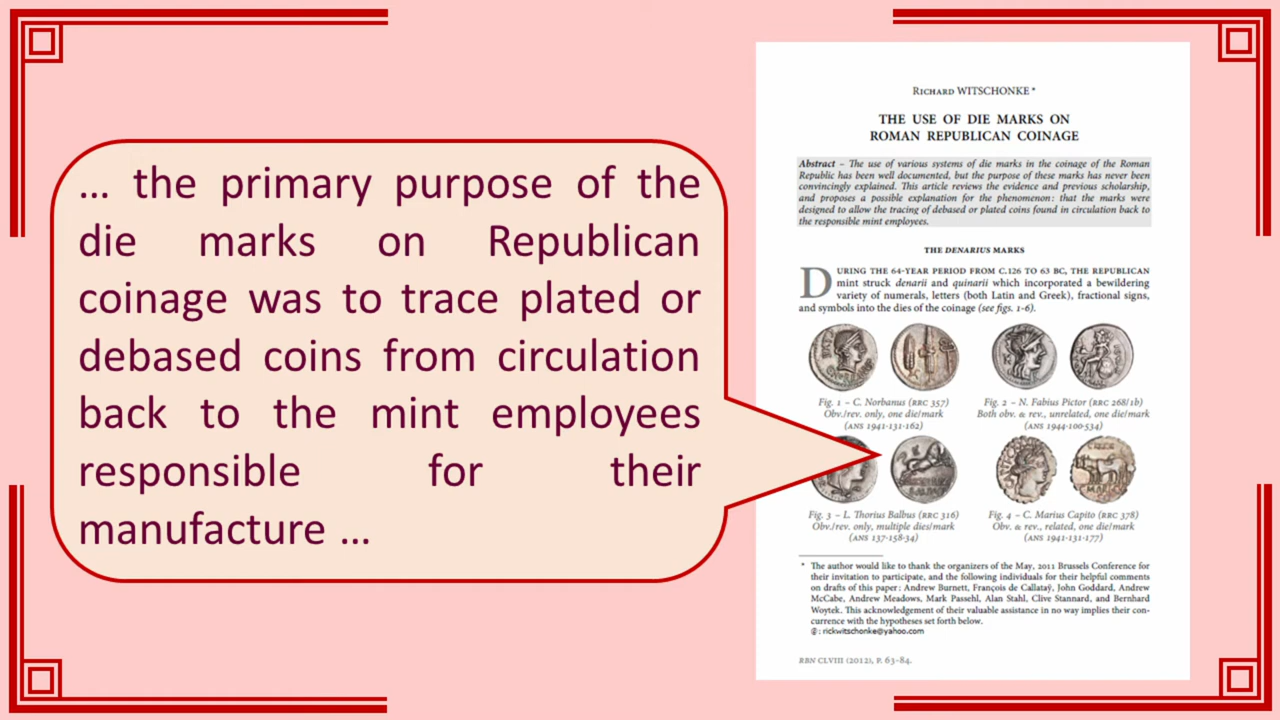 ... the primary purpose of the
die marks on Republican
coinage was to trace plated or
debased coins from circulation
back to the mint employees
responsible for their
manufacture ...
RICHARD WITSCHONKE *
THE USE OF DIE MARKS ON
ROMAN REPUBLICAN COINAGE
Abstract – The use of various systems of die marks in the coinage of the Roman
Republic has been well documented, but the purpose of these marks has never been
convincingly explained. This article reviews the evidence and previous scholarship,
and proposes a possible explanation for the phenomenon: that the marks were
designed to allow the tracing of debased or plated coins found in circulation back to
the responsible mint employees.
THE DENARIUS MARKS
DURING THE 64-YEAR PERIOD FROM C.126 TO 63 BC, THE REPUBLICAN
mint struck denarii and quinarii which incorporated a bewildering
variety of numerals, letters (both Latin and Greek), fractional signs,
and symbols into the dies of the coinage (see figs. 1-6).
Fig. 1 – C. Norbanus (RRC 357)
Obv./rev. only, one die/mark
(ANS 1941-131-162)
Fig. 2 – N. Fabius Pictor (RRC 268/1b)
Both obv. & rev., unrelated, one die/mark
(ANS 1944-100-534)
Fig. 3 – L. Thorius Balbus (RRC 316)
Obv./rev. only, multiple dies/mark
(ANS 137-158-34)
Fig. 4 – C. Marius Capito (RRC 378)
Obv. & rev., related, one die/mark
(ANS 1941-131-177)
* The author would like to thank the organizers of the May, 2011 Brussels Conference for
their invitation to participate, and the following individuals for their helpful comments
on drafts of this paper : Andrew Burnett, François de Callataÿ, John Goddard, Andrew
McCabe, Andrew Meadows, Mark Passehl, Alan Stahl, Clive Stannard, and Bernhard
Woytek. This acknowledgement of their valuable assistance in no way implies their con-
currence with the hypotheses set forth below.
@ : rickwitschonke@yahoo.com
RBN CLVIII (2012), P. 63-84.